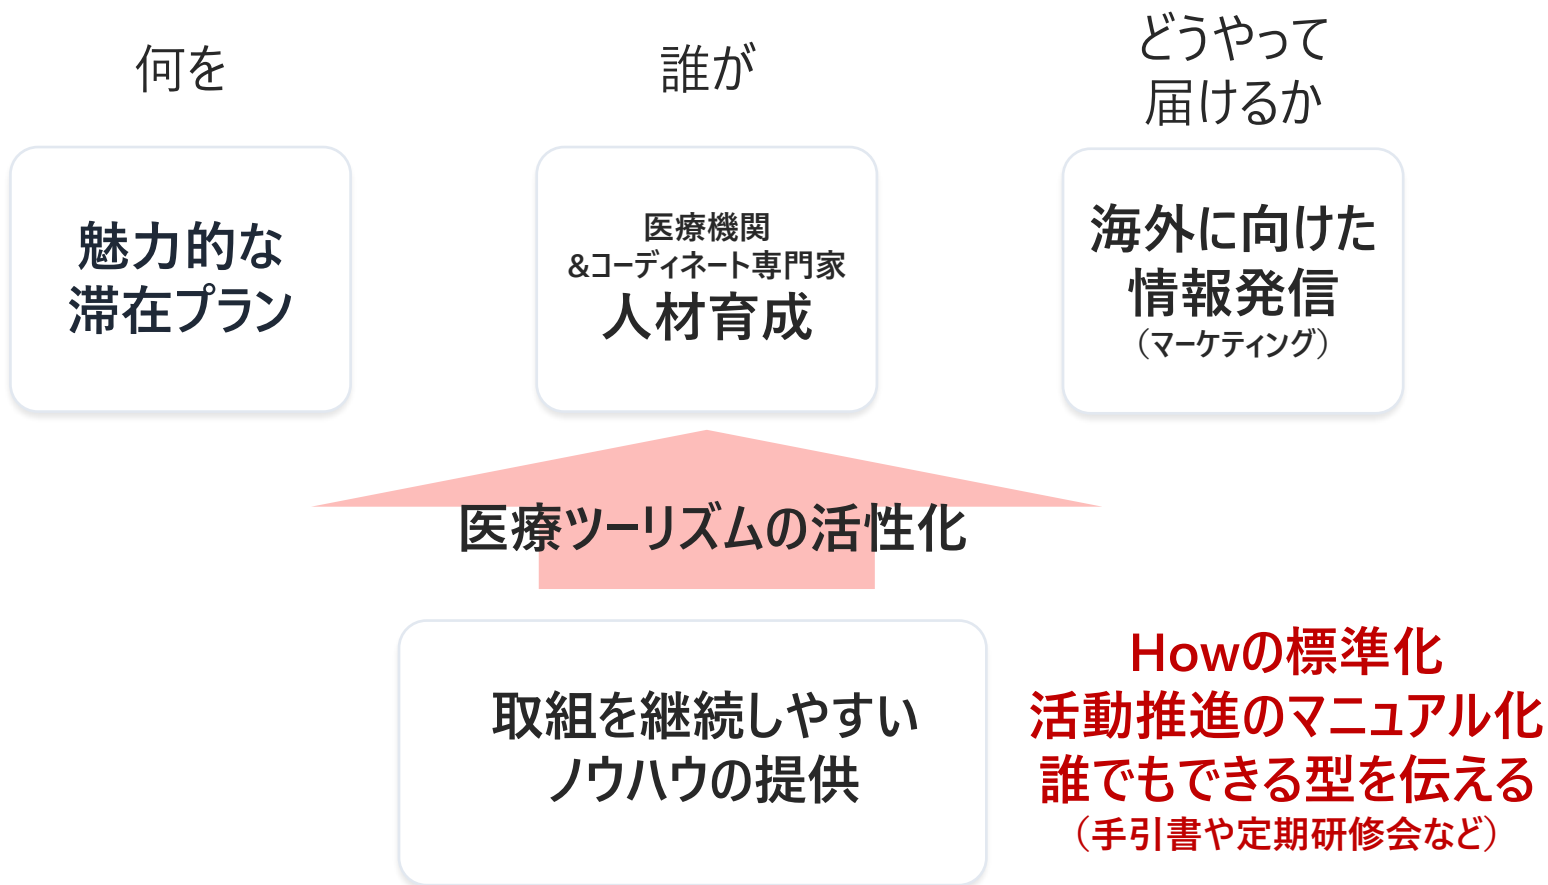 何を
誰が
どうやって
届けるか
魅力的な
滞在プラン
医療機関
&コーディネート専門家
人材育成
海外に向けた
情報発信
（マーケティング）
医療ツーリズムの活性化
取組を継続しやすい
ノウハウの提供
Howの標準化
活動推進のマニュアル化
誰でもできる型を伝える
（手引書や定期研修会など）